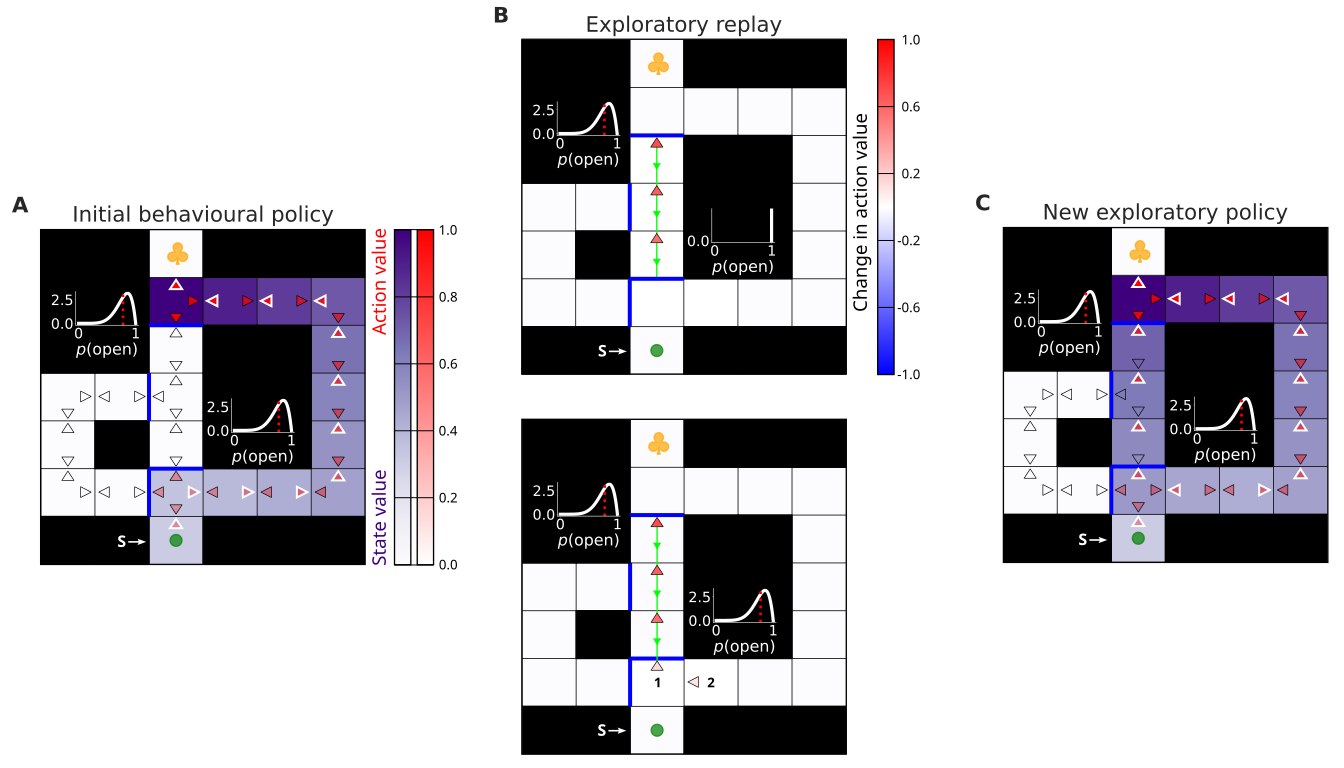 A
Initial behavioural policy
2.5
0.0
0
1
p(open)
2.5
0.0
0
1
p(open)
S
Action value
State value
1.0
0.8
0.6
0.4
0.2
0.0
B
Exploratory replay
2.5
0.0
0
1
p(open)
0.0
0
1
p(open)
S
Change in action value
1.0
0.6
0.2
-0.2
-0.6
-1.0
2.5
0.0
0
1
p(open)
2.5
0.0
0
1
p(open)
1
2
S
C
New exploratory policy
2.5
0.0
0
1
p(open)
2.5
0.0
0
1
p(open)
S